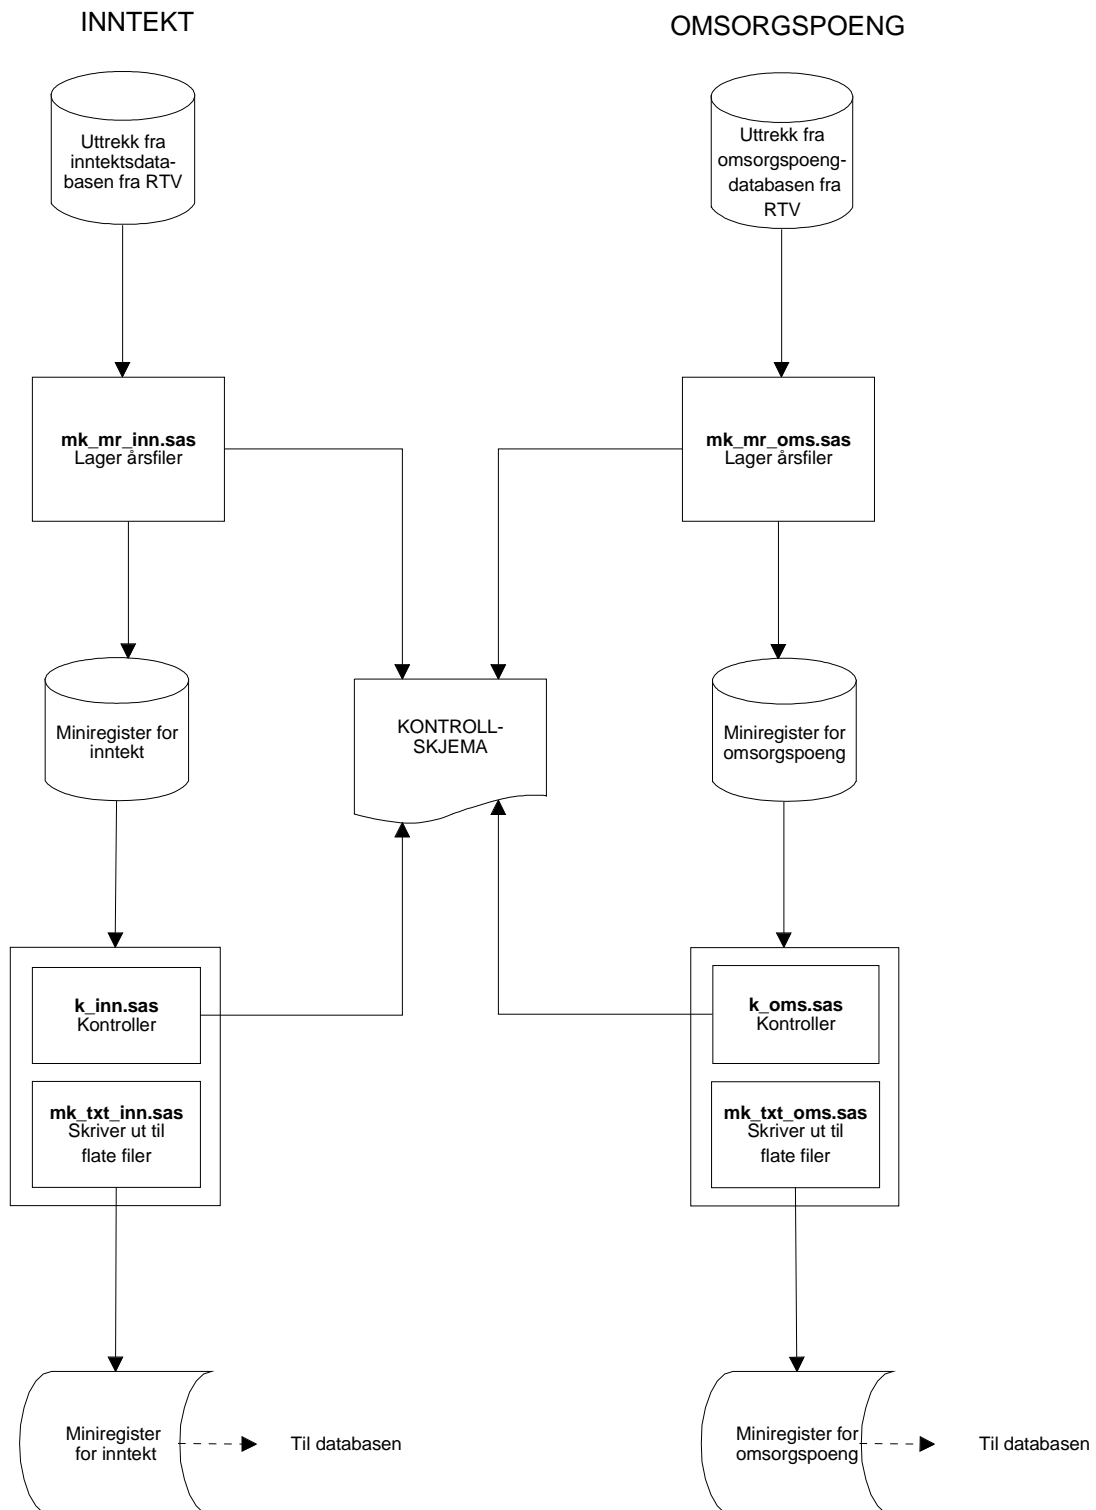 INNTEKT
OMSORGSPOENG
Uttrekk fra
inntektsdata-
basen fra RTV
Uttrekk fra
omsorgspoeng-
databasen fra
RTV
mk_mr_inn.sas
Lager årsfiler
mk_mr_oms.sas
Lager årsfiler
Miniregister for
inntekt
KONTROLL-
SKJEMA
Miniregister for
omsorgspoeng
k_inn.sas
Kontroller
k_oms.sas
Kontroller
mk_txt_inn.sas
Skriver ut til
flate filer
mk_txt_oms.sas
Skriver ut til
flate filer
Miniregister
for inntekt
Til databasen
Miniregister for
omsorgspoeng
Til databasen